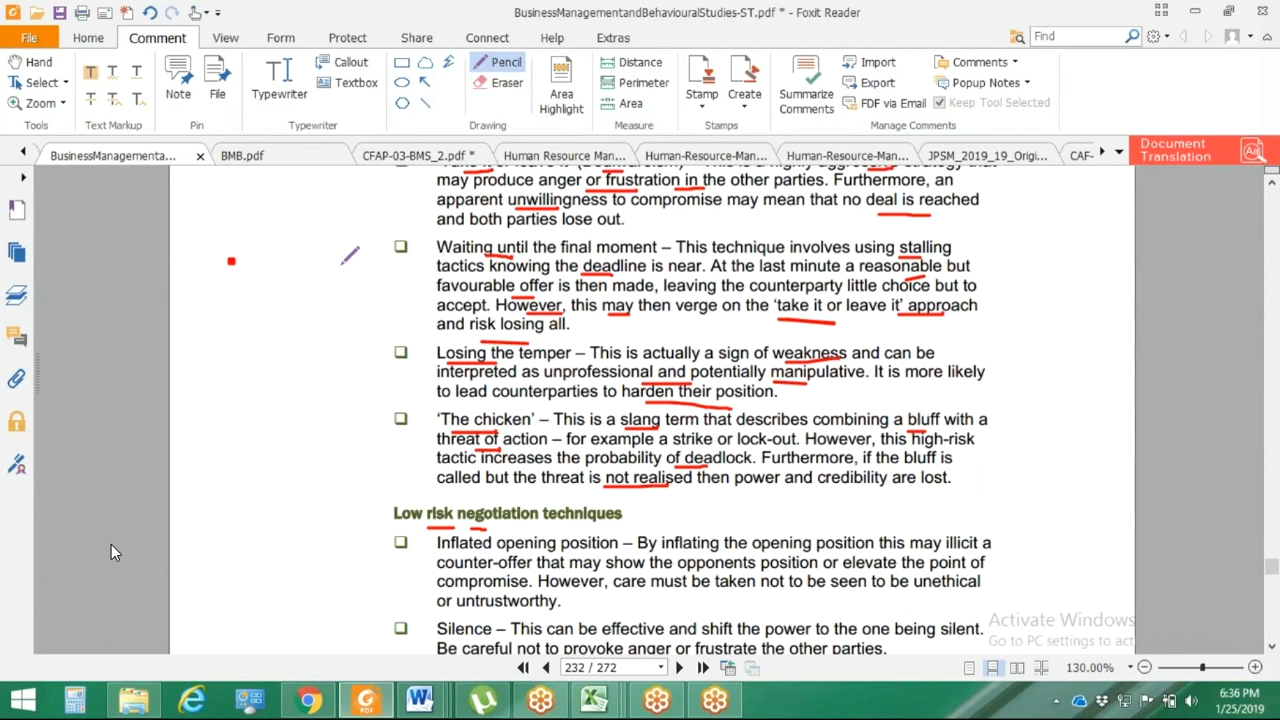 BusinessManagementandBehaviouralStudies-ST.pdf * - Foxit Reader
File Home Comment View Form Protect Share Connect Help Extras Find
Hand Select Zoom Tools
Text Markup
Note File Pin
Typewriter Callout Textbox Typewriter
Pencil Eraser Drawing
Area Highlight
Distance Perimeter Area Measure
Stamp Create Stamps
Summarize Comments Import Export FDF via Email Comments Popup Notes Keep Tool Selected Manage Comments
BusinessManagementa... BMB.pdf CFAP-03-BMS_2.pdf * Human Resource Man... Human-Resource-Man... Human-Resource-Man... JPSM_2019_19_Origi... CAF-
Document Translation
may produce anger or frustration in the other parties. Furthermore, an
apparent unwillingness to compromise may mean that no deal is reached
and both parties lose out.
Waiting until the final moment – This technique involves using stalling
tactics knowing the deadline is near. At the last minute a reasonable but
favourable offer is then made, leaving the counterparty little choice but to
accept. However, this may then verge on the ‘take it or leave it’ approach
and risk losing all.
Losing the temper – This is actually a sign of weakness and can be
interpreted as unprofessional and potentially manipulative. It is more likely
to lead counterparties to harden their position.
‘The chicken’ – This is a slang term that describes combining a bluff with a
threat of action – for example a strike or lock-out. However, this high-risk
tactic increases the probability of deadlock. Furthermore, if the bluff is
called but the threat is not realised then power and credibility are lost.
Low risk negotiation techniques
Inflated opening position – By inflating the opening position this may illicit a
counter-offer that may show the opponents position or elevate the point of
compromise. However, care must be taken not to be seen to be unethical
or untrustworthy.
Silence – This can be effective and shift the power to the one being silent.
Be careful not to provoke anger or frustrate the other parties.
Activate Windows
Go to PC settings to act
232 / 272
130.00%
6:36 PM
1/25/2019